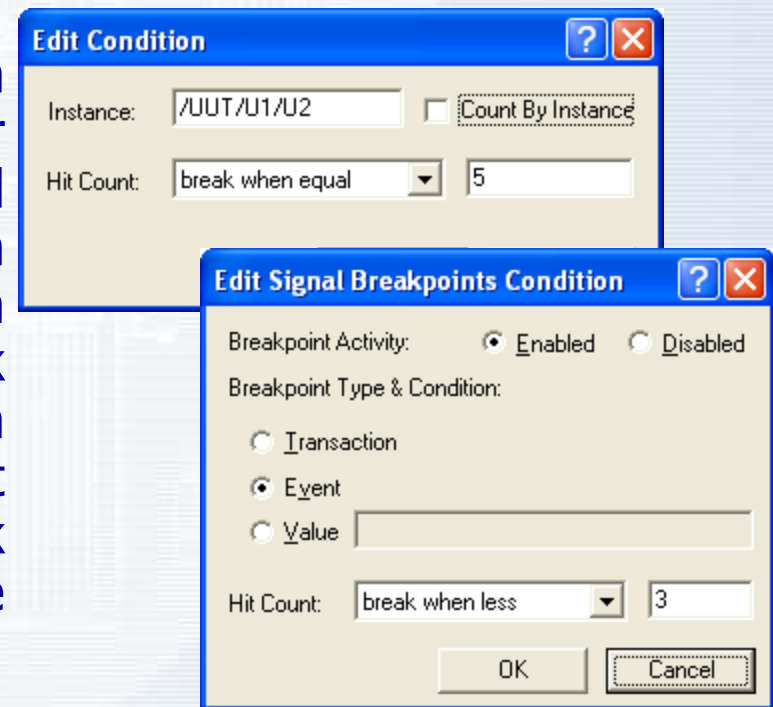 Edit Condition
Instance: /UUT/U1/U2 Count By Instance
Hit Count: break when equal 5
Edit Signal Breakpoints Condition
Breakpoint Activity: Enabled Disabled
Breakpoint Type & Condition:
Transaction
Event
Value
Hit Count: break when less 3
OK Cancel